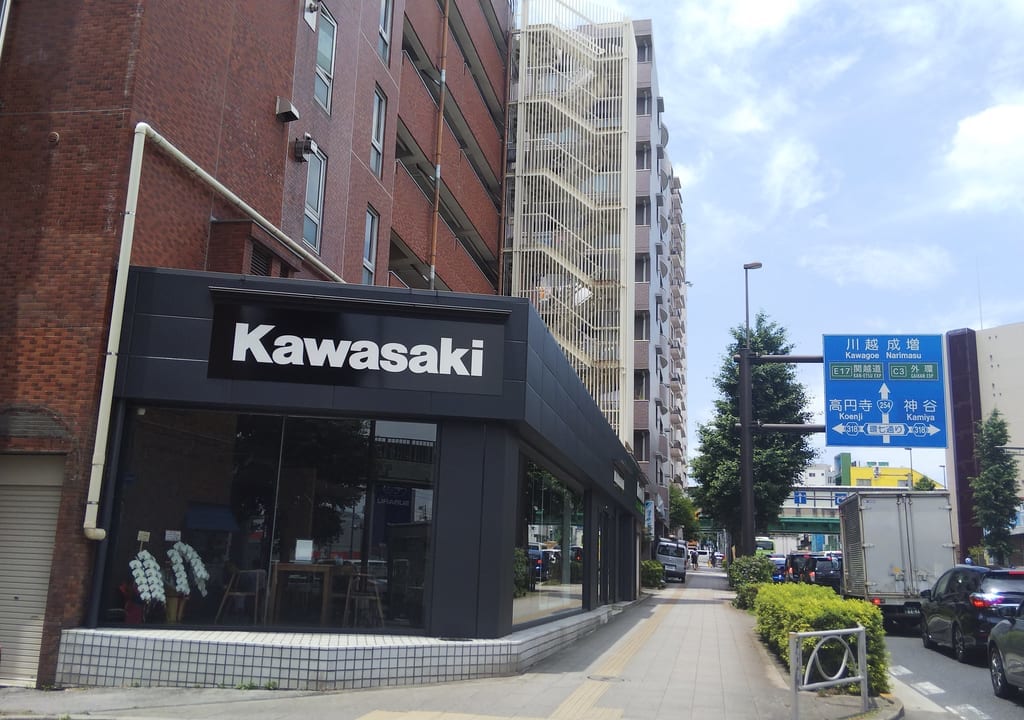 Kawasaki
川越 成増
Kawagoe Narimasu
E17 関越道 C3 外環
KAN-ETSU EXP GAIKAN EXP
254
高円寺 神谷
Koenji Kamiya
318 環七通り 318